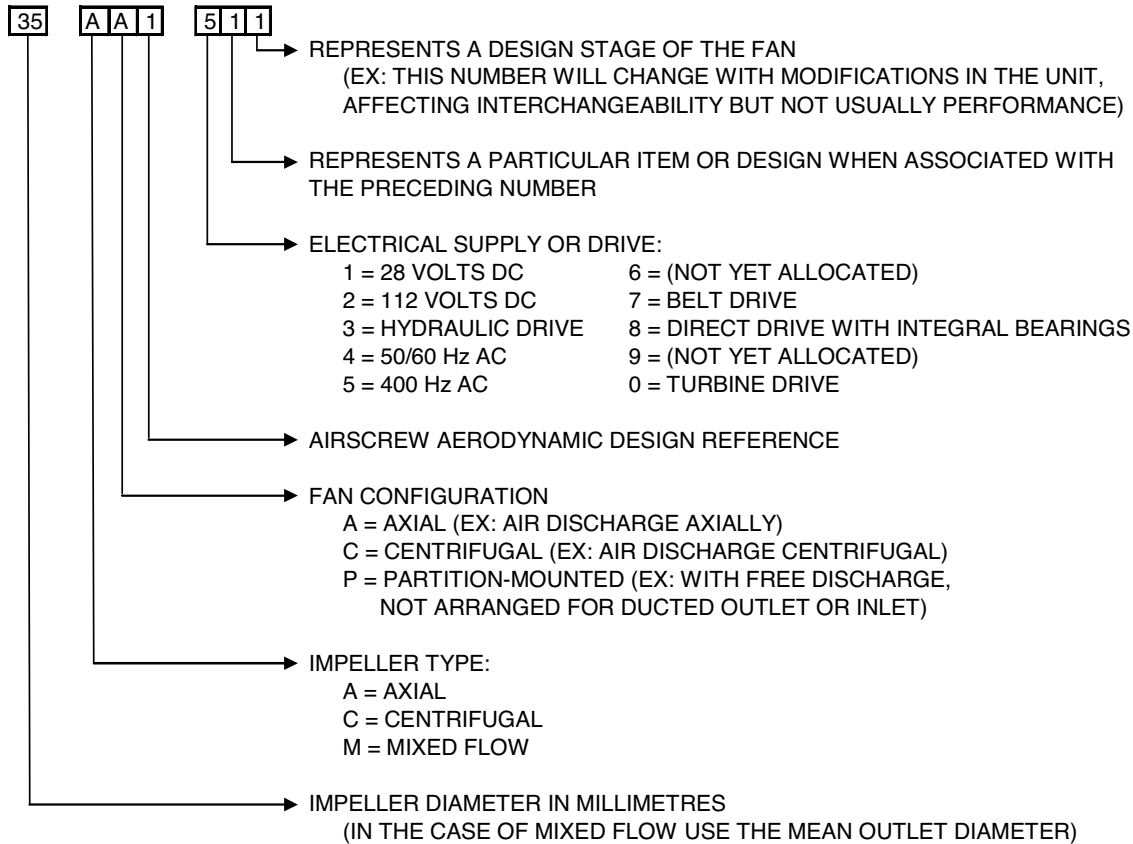 35 A A 1 5 1 1
REPRESENTS A DESIGN STAGE OF THE FAN
(EX: THIS NUMBER WILL CHANGE WITH MODIFICATIONS IN THE UNIT,
AFFECTING INTERCHANGEABILITY BUT NOT USUALLY PERFORMANCE)
REPRESENTS A PARTICULAR ITEM OR DESIGN WHEN ASSOCIATED WITH
THE PRECEDING NUMBER
ELECTRICAL SUPPLY OR DRIVE:
1 = 28 VOLTS DC 6 = (NOT YET ALLOCATED)
2 = 112 VOLTS DC 7 = BELT DRIVE
3 = HYDRAULIC DRIVE 8 = DIRECT DRIVE WITH INTEGRAL BEARINGS
4 = 50/60 Hz AC 9 = (NOT YET ALLOCATED)
5 = 400 Hz AC 0 = TURBINE DRIVE
AIRSCREW AERODYNAMIC DESIGN REFERENCE
FAN CONFIGURATION
A = AXIAL (EX: AIR DISCHARGE AXIALLY)
C = CENTRIFUGAL (EX: AIR DISCHARGE CENTRIFUGAL)
P = PARTITION-MOUNTED (EX: WITH FREE DISCHARGE,
NOT ARRANGED FOR DUCTED OUTLET OR INLET)
IMPELLER TYPE:
A = AXIAL
C = CENTRIFUGAL
M = MIXED FLOW
IMPELLER DIAMETER IN MILLIMETRES
(IN THE CASE OF MIXED FLOW USE THE MEAN OUTLET DIAMETER)